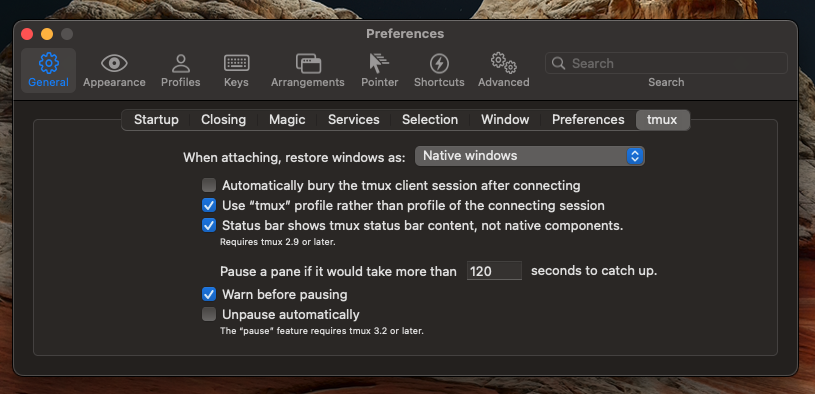 Preferences
General Appearance Profiles Keys Arrangements Pointer Shortcuts Advanced Search
Search
Startup Closing Magic Services Selection Window Preferences tmux
When attaching, restore windows as: Native windows
Automatically bury the tmux client session after connecting
Use “tmux” profile rather than profile of the connecting session
Status bar shows tmux status bar content, not native components.
Requires tmux 2.9 or later.
Pause a pane if it would take more than 120 seconds to catch up.
Warn before pausing
Unpause automatically
The “pause” feature requires tmux 3.2 or later.